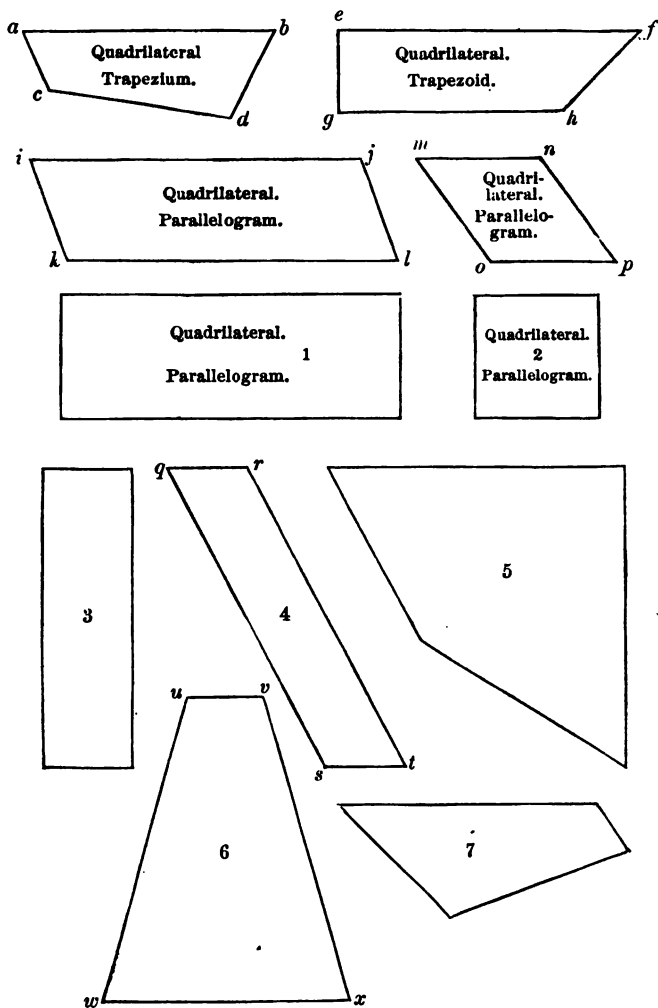 a b e f
Quadrilateral Quadrilateral.
Trapezium. Trapezoid.
c d g h
i j m n
Quadrilateral. Quadri-
lateral.
Parallelogram. Parallelo-
gram.
k l o p
Quadrilateral. Quadrilateral.
1 2
Parallelogram. Parallelogram.
q r
3 4 5
u v
s t
6 7
w x